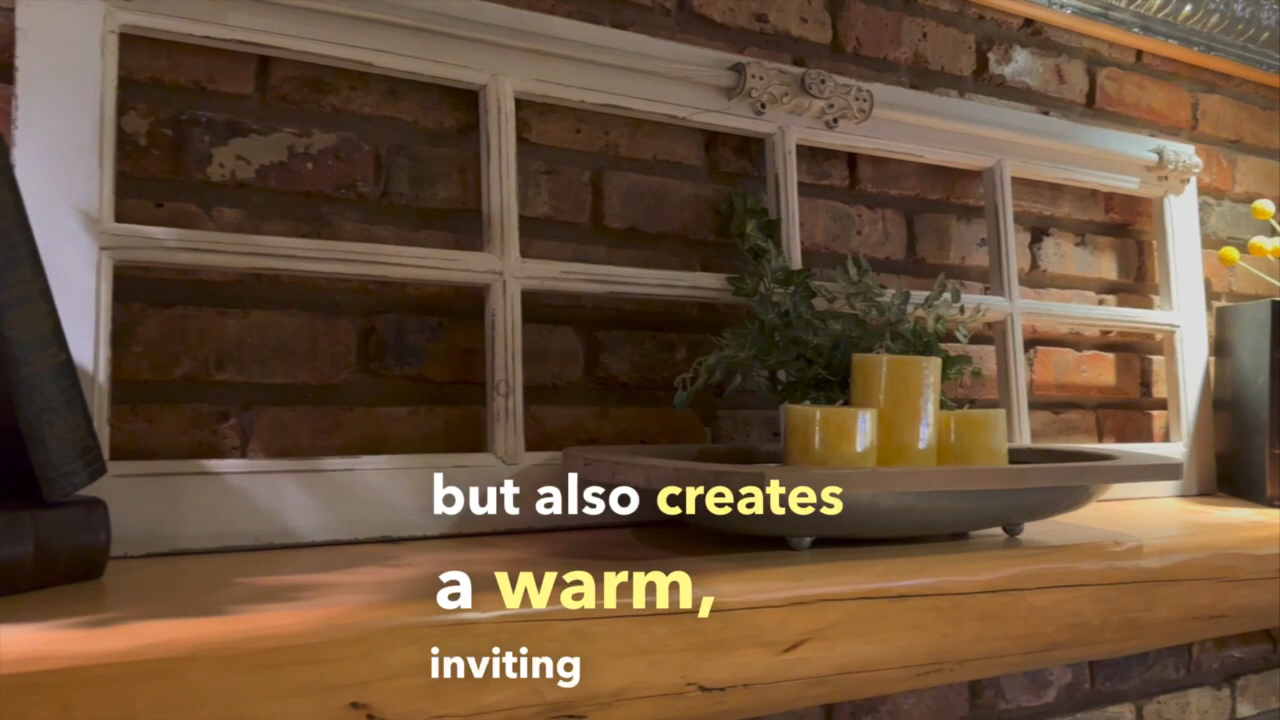 but also creates
a warm,
inviting